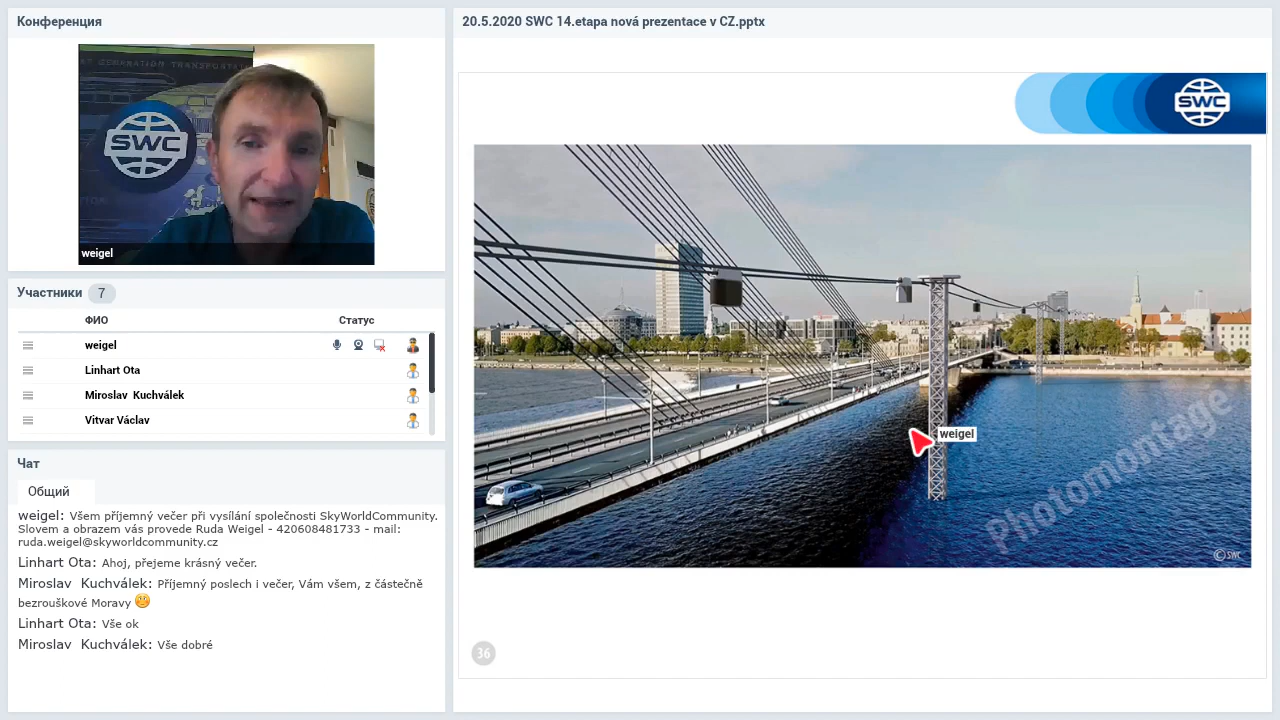 Конференция
SWC
weigel
Участники 7
ФИО Статус
weigel
Linhart Ota
Miroslav Kuchválek
Vitvar Václav
Чат
Общий
weigel: Všem příjemný večer při vysílání společnosti SkyWorldCommunity.
Slovem a obrazem vás provede Ruda Weigel - 420608481733 - mail:
ruda.weigel@skyworldcommunity.cz
Linhart Ota: Ahoj, přejeme krásný večer.
Miroslav Kuchválek: Příjemný poslech i večer, Vám všem, z částečně
bezrouškové Moravy
Linhart Ota: Vše ok
Miroslav Kuchválek: Vše dobré
20.5.2020 SWC 14.etapa nová prezentace v CZ.pptx
SWC
weigel
Photomontage
© SWC
36